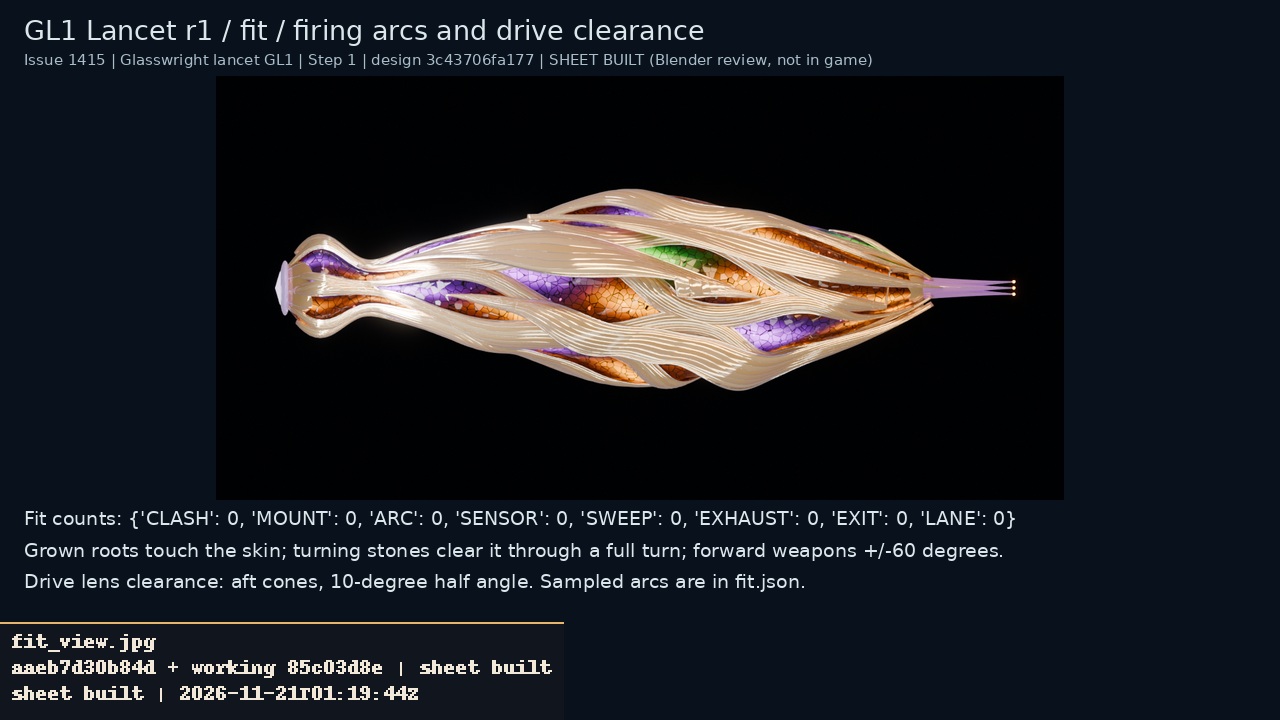 GL1 Lancet r1 / fit / firing arcs and drive clearance
Issue 1415 | Glasswright lancet GL1 | Step 1 | design 3c43706fa177 | SHEET BUILT (Blender review, not in game)
Fit counts: {'CLASH': 0, 'MOUNT': 0, 'ARC': 0, 'SENSOR': 0, 'SWEEP': 0, 'EXHAUST': 0, 'EXIT': 0, 'LANE': 0}
Grown roots touch the skin; turning stones clear it through a full turn; forward weapons +/-60 degrees.
Drive lens clearance: aft cones, 10-degree half angle. Sampled arcs are in fit.json.
fit_view.jpg
aaeb7d30b84d + working 85c03d8e | sheet built
sheet built | 2026-11-21T01:19:44Z